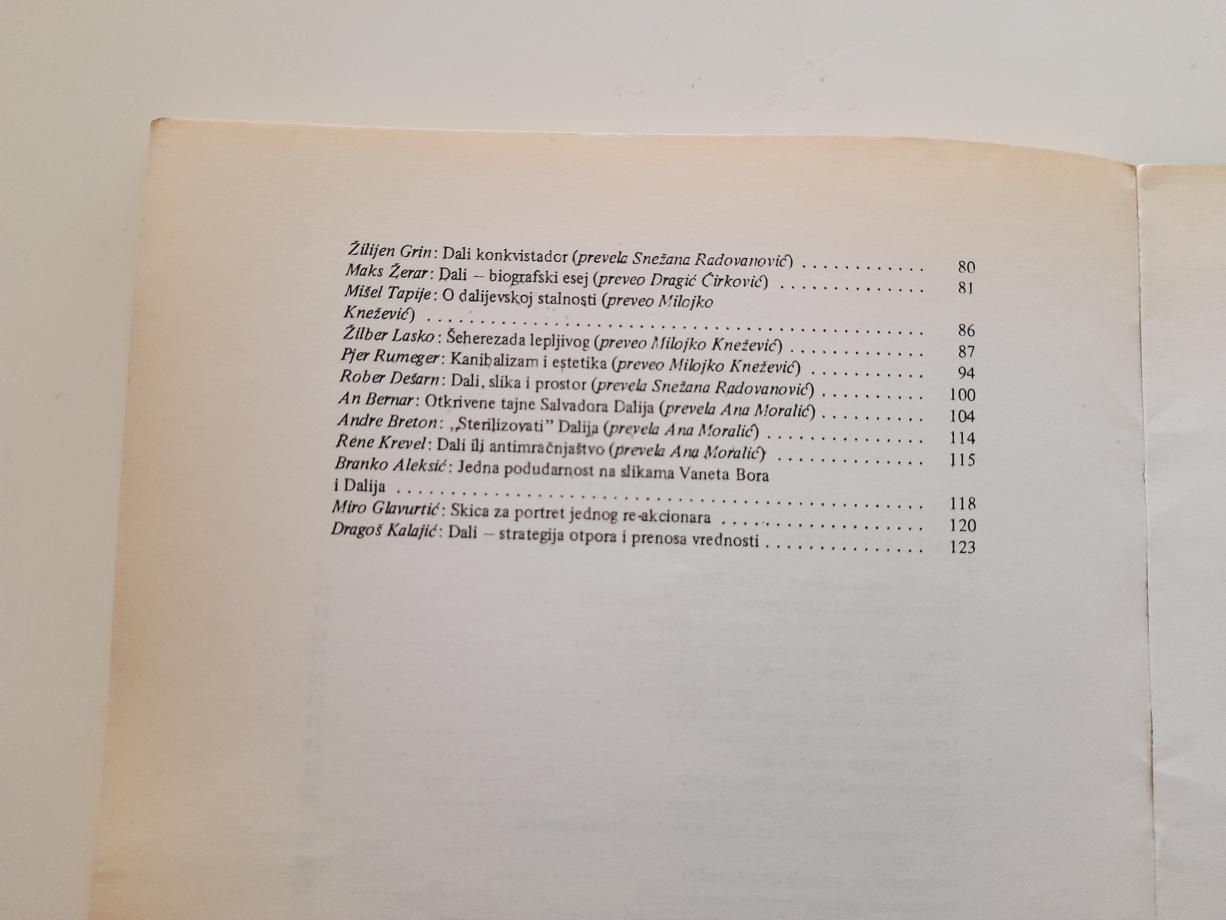 Žilijen Grin: Dali konkvistador (prevela Snežana Radovanović) ............ 80
Maks Žerar: Dali – biografski esej (preveo Dragić Ćirković) .............. 81
Mišel Tapije: O dalijevskoj stalnosti (preveo Milojko
Knežević) .................................................. 86
Žilber Lasko: Šeherezada lepljivog (preveo Milojko Knežević) ............. 87
Pjer Rumeger: Kanibalizam i estetika (preveo Milojko Knežević) ........... 94
Rober Dešarn: Dali, slika i prostor (prevela Snežana Radovanović) .......... 100
An Bernar: Otkrivene tajne Salvadora Dalija (prevela Ana Moralić) .......... 104
Andre Breton: „Sterilizovati” Dalija (prevela Ana Moralić) ............... 114
Rene Krevel: Dali ili antimračnjaštvo (prevela Ana Moralić) .............. 115
Branko Aleksić: Jedna podudarnost na slikama Vaneta Bora
i Dalija ..................................................... 118
Miro Glavurtić: Skica za portret jednog re-akcionara .................... 120
Dragoš Kalajić: Dali – strategija otpora i prenosa vrednosti ................ 123